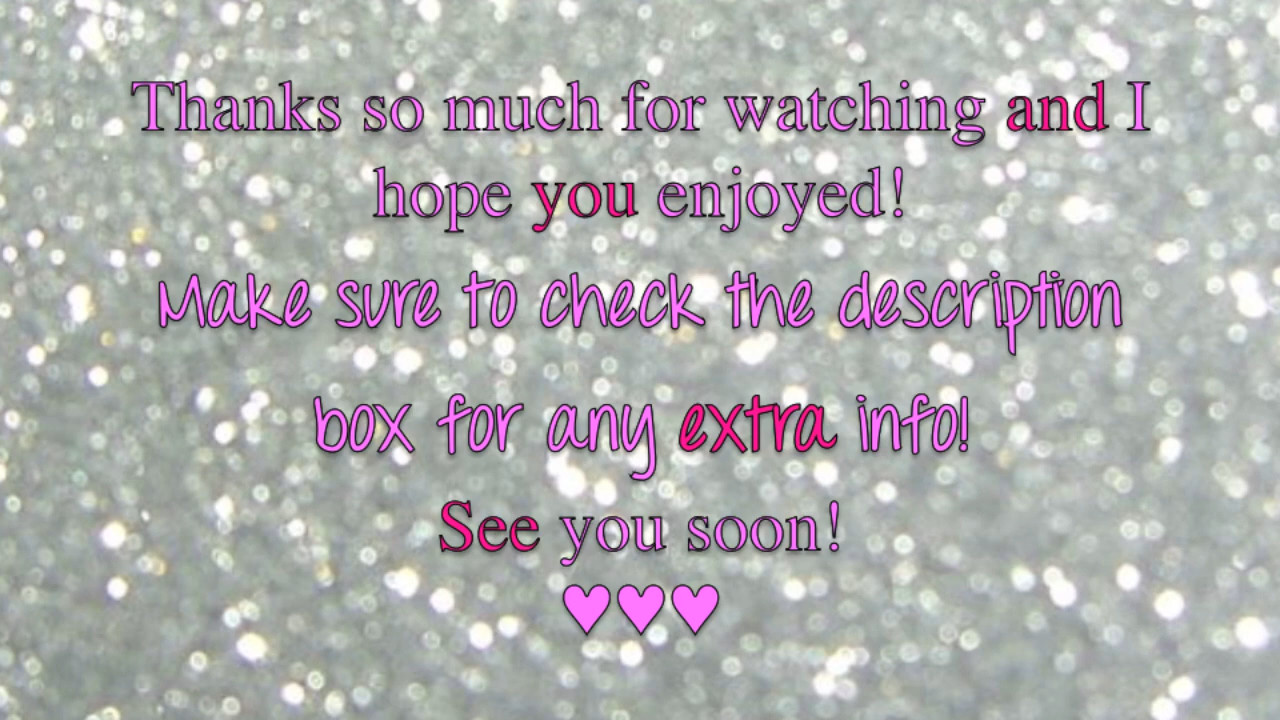 Thanks so much for watching and I
hope you enjoyed!
Make sure to check the description
box for any extra info!
See you soon!
♥♥♥